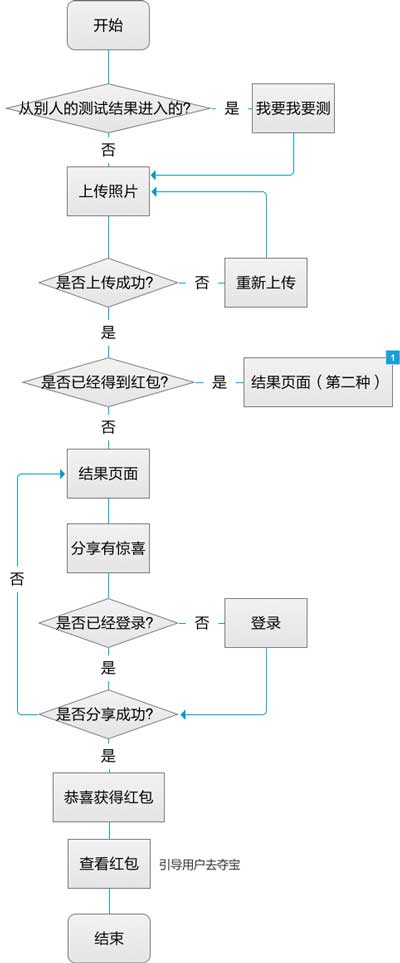 开始
从别人的测试结果进入的?
是
我要我要测
否
上传照片
是否上传成功?
否
重新上传
是
1
是否已经得到红包?
是
结果页面（第二种）
否
结果页面
分享有惊喜
否
是否已经登录?
否
登录
是
是否分享成功?
是
恭喜获得红包
查看红包
引导用户去夺宝
结束